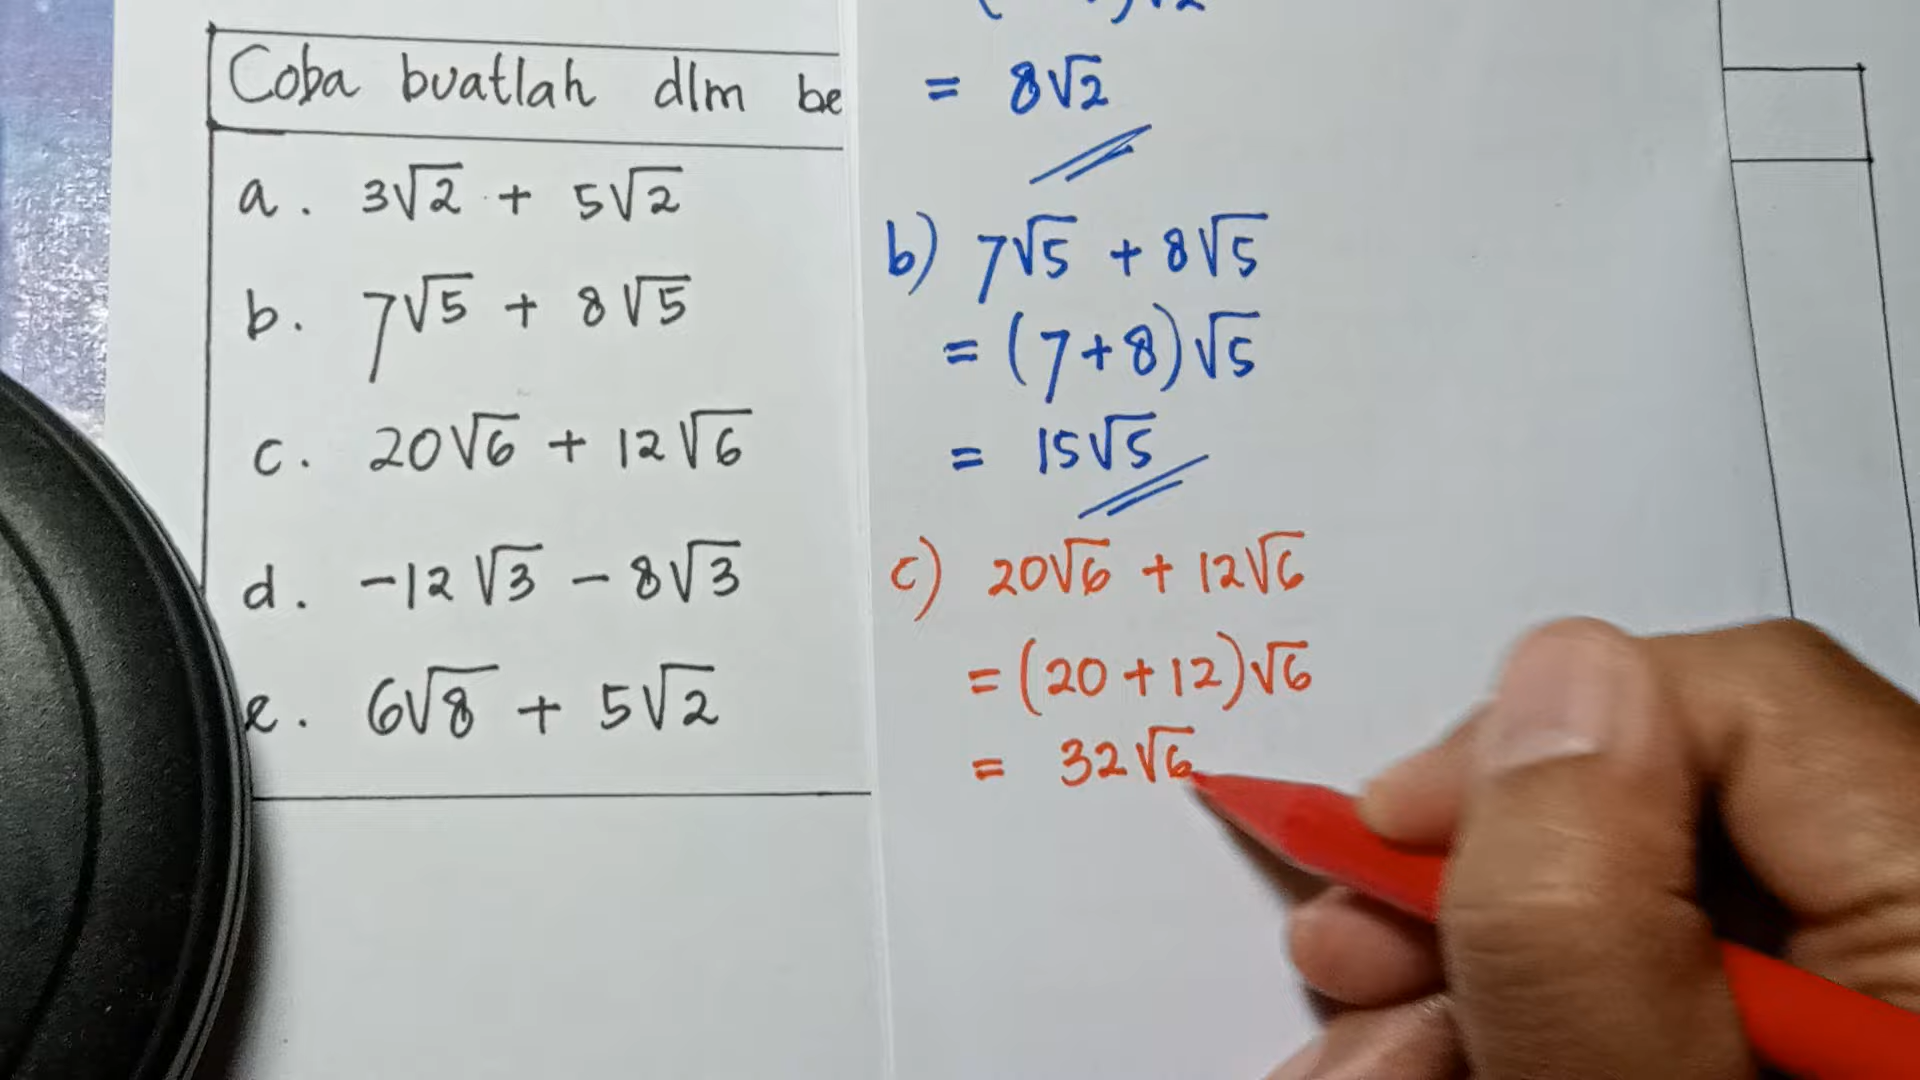 Coba buatlah dlm be
a. 3√2 + 5√2
b. 7√5 + 8√5
c. 20√6 + 12√6
d. -12√3 - 8√3
e. 6√8 + 5√2
= 8√2
b) 7√5 + 8√5
= (7+8)√5
= 15√5
c) 20√6 + 12√6
= (20+12)√6
= 32√6